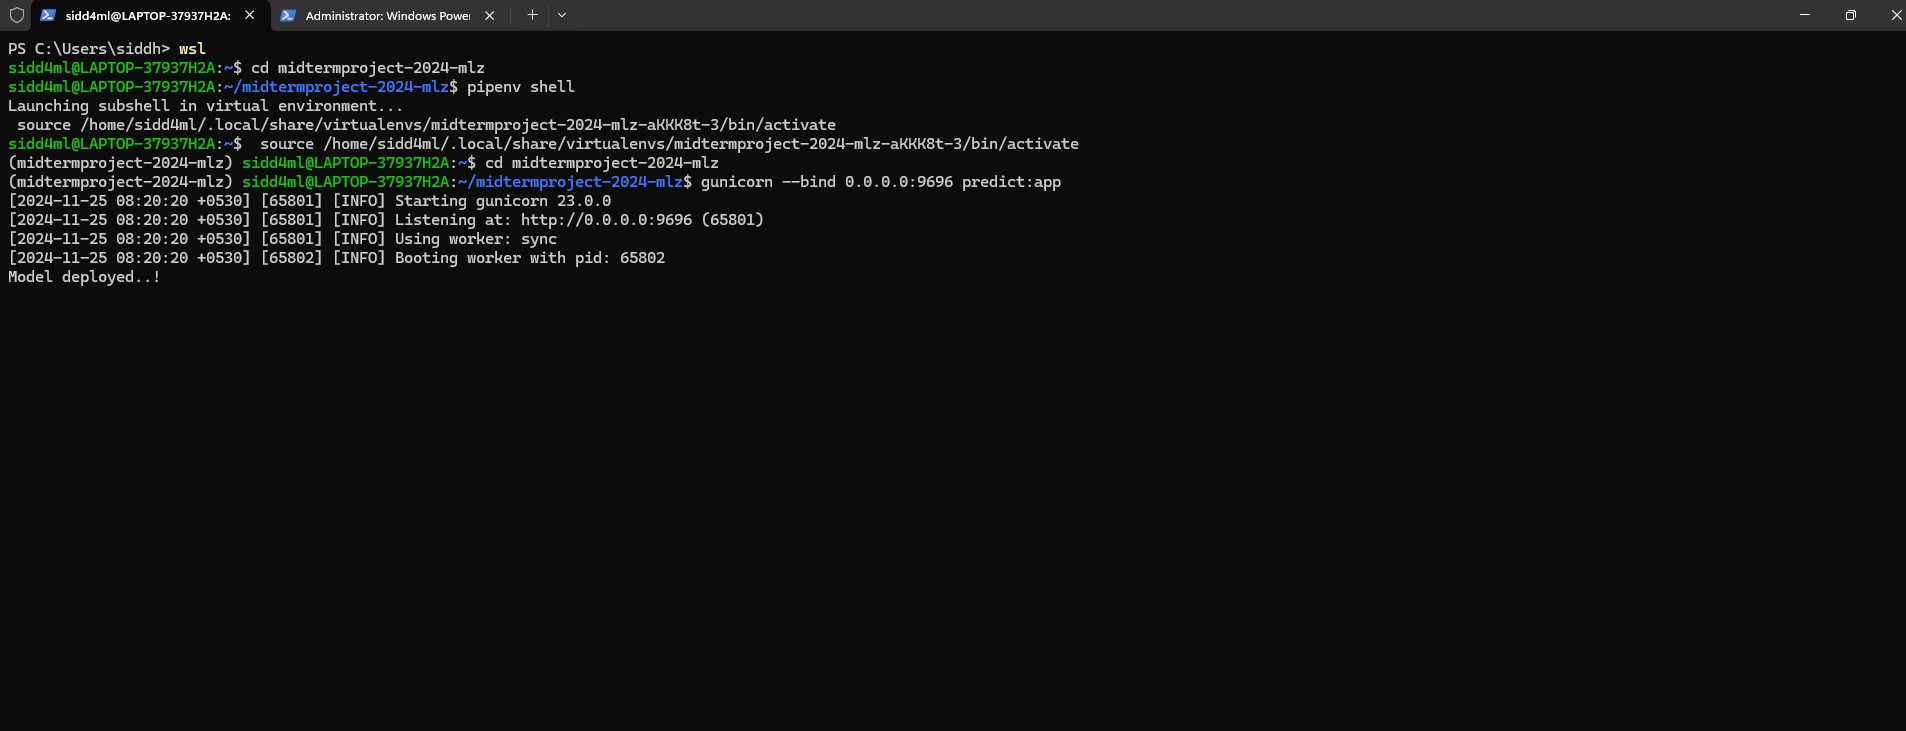 sidd4ml@LAPTOP-37937H2A: Administrator: Windows Power
PS C:\Users\siddh> wsl
sidd4ml@LAPTOP-37937H2A:~$ cd midtermproject-2024-mlz
sidd4ml@LAPTOP-37937H2A:~/midtermproject-2024-mlz$ pipenv shell
Launching subshell in virtual environment...
 source /home/sidd4ml/.local/share/virtualenvs/midtermproject-2024-mlz-aKKK8t-3/bin/activate
sidd4ml@LAPTOP-37937H2A:~$  source /home/sidd4ml/.local/share/virtualenvs/midtermproject-2024-mlz-aKKK8t-3/bin/activate
(midtermproject-2024-mlz) sidd4ml@LAPTOP-37937H2A:~$ cd midtermproject-2024-mlz
(midtermproject-2024-mlz) sidd4ml@LAPTOP-37937H2A:~/midtermproject-2024-mlz$ gunicorn --bind 0.0.0.0:9696 predict:app
[2024-11-25 08:20:20 +0530] [65801] [INFO] Starting gunicorn 23.0.0
[2024-11-25 08:20:20 +0530] [65801] [INFO] Listening at: http://0.0.0.0:9696 (65801)
[2024-11-25 08:20:20 +0530] [65801] [INFO] Using worker: sync
[2024-11-25 08:20:20 +0530] [65802] [INFO] Booting worker with pid: 65802
Model deployed..!